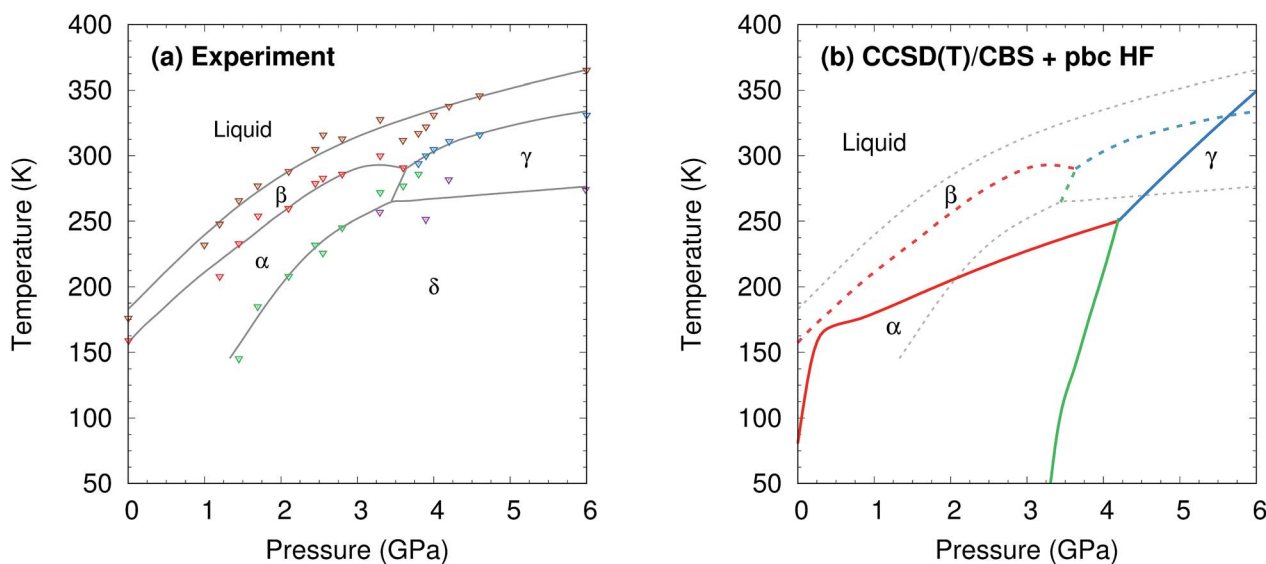 (a) Experiment
Temperature (K)
400
350
300
250
200
150
100
50
Liquid
β
α
γ
δ
0 1 2 3 4 5 6
Pressure (GPa)
(b) CCSD(T)/CBS + pbc HF
Temperature (K)
400
350
300
250
200
150
100
50
Liquid
β
α
γ
0 1 2 3 4 5 6
Pressure (GPa)